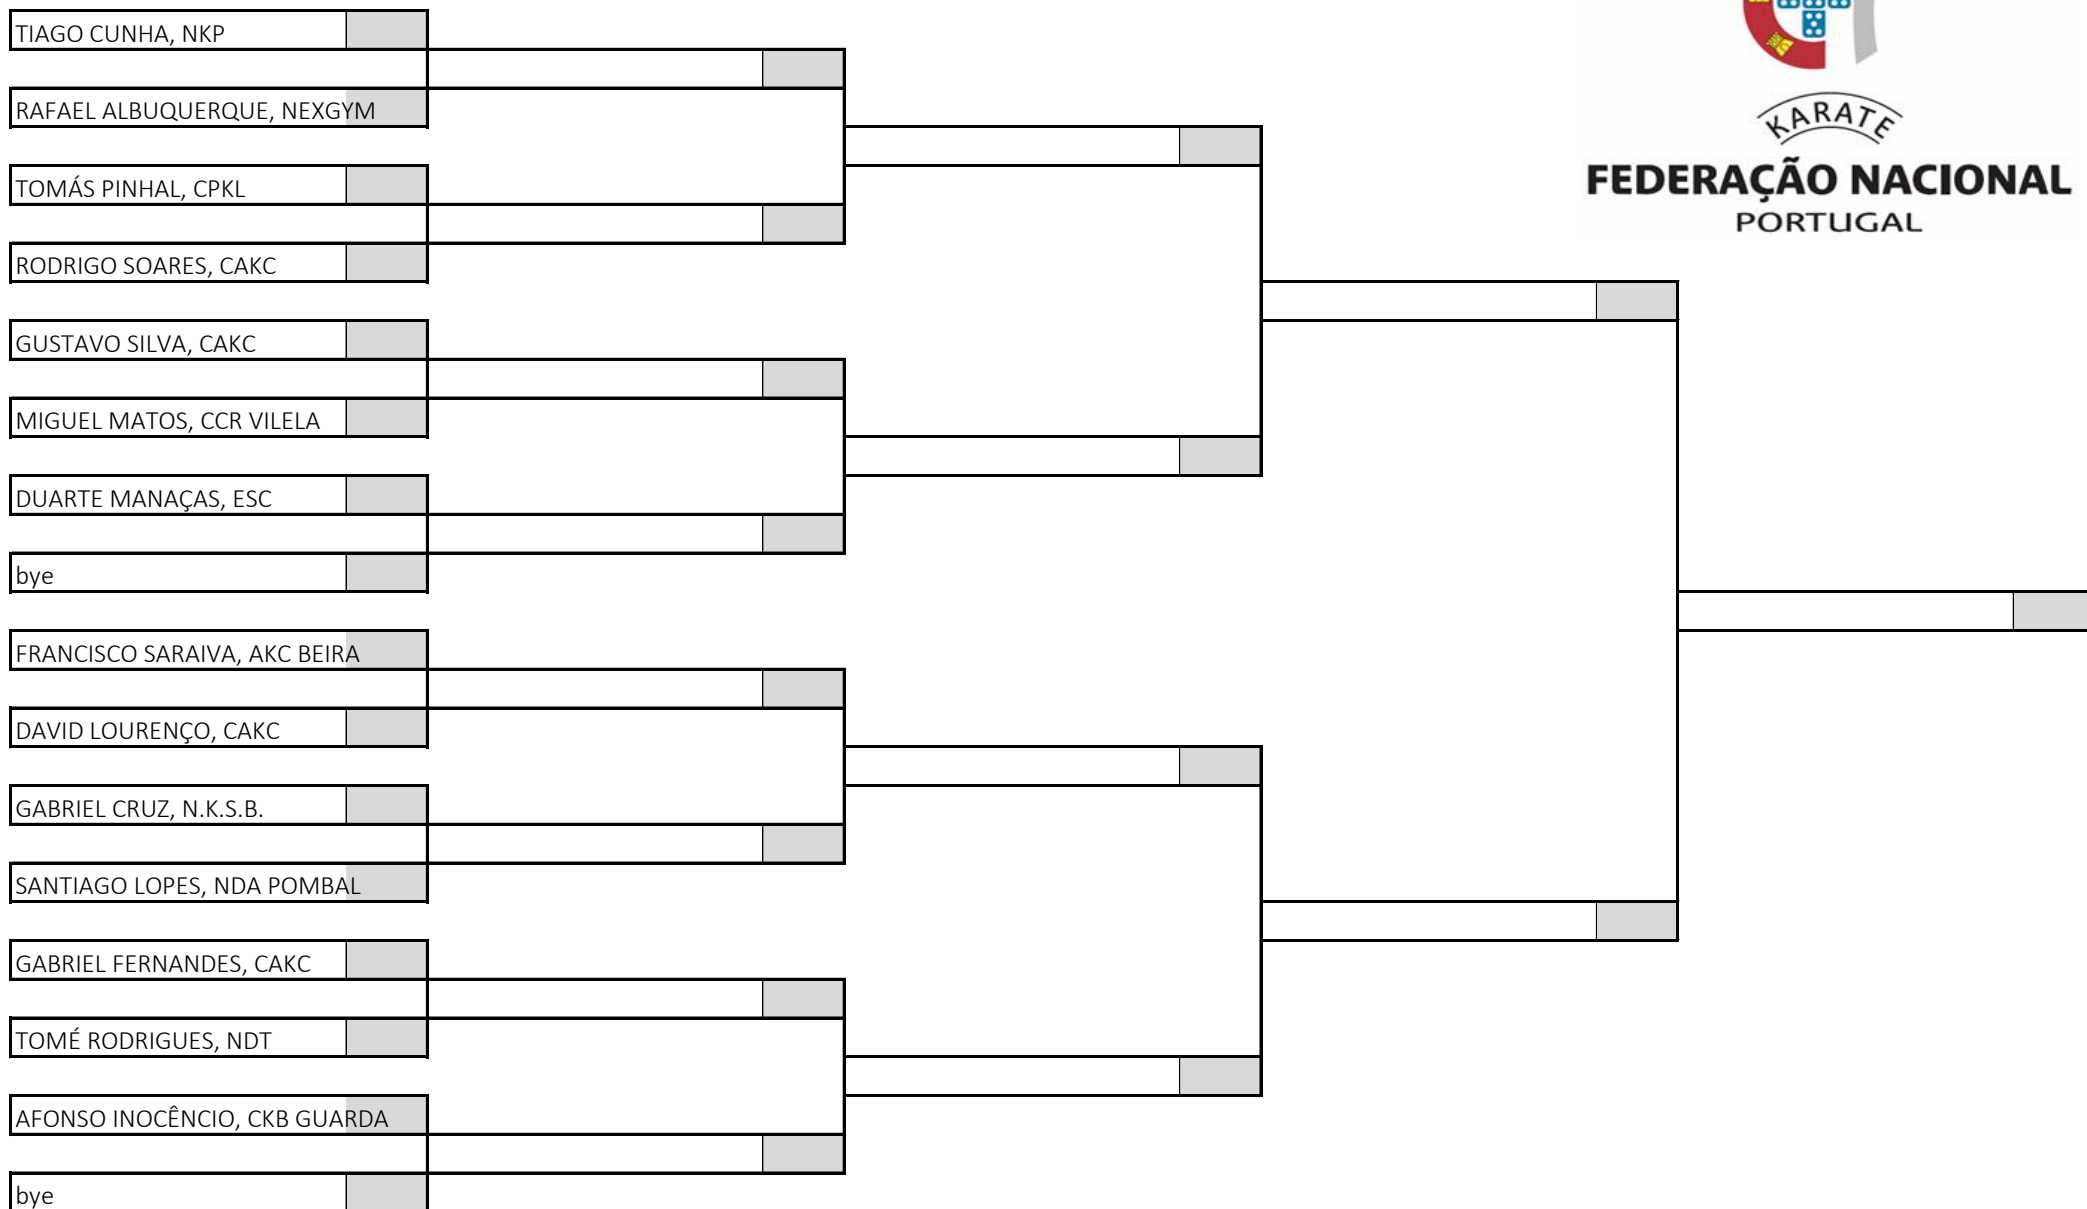 TIAGO CUNHA, NKP
RAFAEL ALBUQUERQUE, NEXGYM
TOMÁS PINHAL, CPKL
RODRIGO SOARES, CAKC
GUSTAVO SILVA, CAKC
MIGUEL MATOS, CCR VILELA
DUARTE MANAÇAS, ESC
bye
FRANCISCO SARAIVA, AKC BEIRA
DAVID LOURENÇO, CAKC
GABRIEL CRUZ, N.K.S.B.
SANTIAGO LOPES, NDA POMBAL
GABRIEL FERNANDES, CAKC
TOMÉ RODRIGUES, NDT
AFONSO INOCÊNCIO, CKB GUARDA
bye
KARATE
FEDERAÇÃO NACIONAL
PORTUGAL